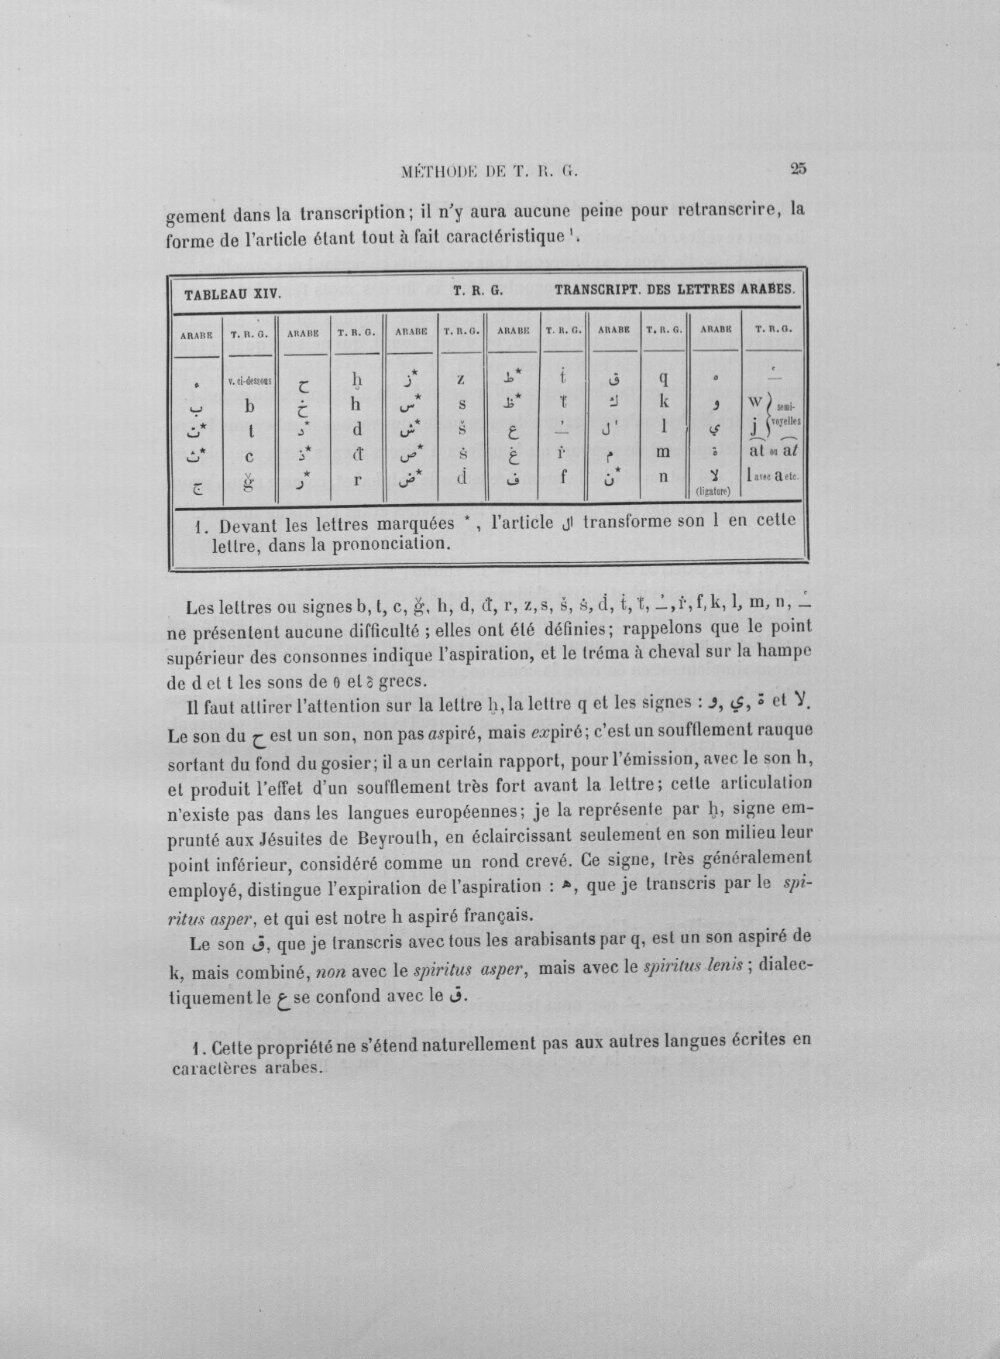 MÉTHODE DE T. R. G. 25
gement dans la transcription; il n'y aura aucune peine pour retranscrire, la
forme de l'article étant tout à fait caractéristique ¹.
TABLEAU XIV. T. R. G. TRANSCRIPT. DES LETTRES ARABES.
ARABE T. R. G. ARABE T. R. G. ARABE T. R. G. ARABE T. R. G. ARABE T. R. G. ARABE T. R. G.
ء v. ci-dessous ح ḥ ز* z ط* ṫ ق q ه ‘
ب b خ h س* s ظ* ẗ ك k و w } semi-
ت* t د* d ش* š ع ’ ل¹ l ي j } voyelles
ث* c ذ* d̈ ص* ṡ غ ṙ م m ة at ou at
ج ğ ر* r ض* ḋ ف f ن* n لا (ligature) l avec a etc.
1. Devant les lettres marquées *, l'article ال transforme son l en cette
lettre, dans la prononciation.
Les lettres ou signes b, t, c, ğ, h, d, d̈, r, z, s, š, ṡ, ḋ, ṫ, ẗ, ’, ṙ, f, k, l, m, n, ‘
ne présentent aucune difficulté ; elles ont été définies; rappelons que le point
supérieur des consonnes indique l'aspiration, et le tréma à cheval sur la hampe
de d et t les sons de θ et δ grecs.
Il faut attirer l'attention sur la lettre ḥ, la lettre q et les signes : و, ي, ة et لا.
Le son du ح est un son, non pas aspiré, mais expiré; c'est un soufflement rauque
sortant du fond du gosier; il a un certain rapport, pour l'émission, avec le son h,
et produit l'effet d'un soufflement très fort avant la lettre; cette articulation
n'existe pas dans les langues européennes; je la représente par ḥ, signe em-
prunté aux Jésuites de Beyrouth, en éclaircissant seulement en son milieu leur
point inférieur, considéré comme un rond crevé. Ce signe, très généralement
employé, distingue l'expiration de l'aspiration : ه, que je transcris par le spi-
ritus asper, et qui est notre h aspiré français.
Le son ق, que je transcris avec tous les arabisants par q, est un son aspiré de
k, mais combiné, non avec le spiritus asper, mais avec le spiritus lenis ; dialec-
tiquement le ع se confond avec le ق.
1. Cette propriété ne s'étend naturellement pas aux autres langues écrites en
caractères arabes.